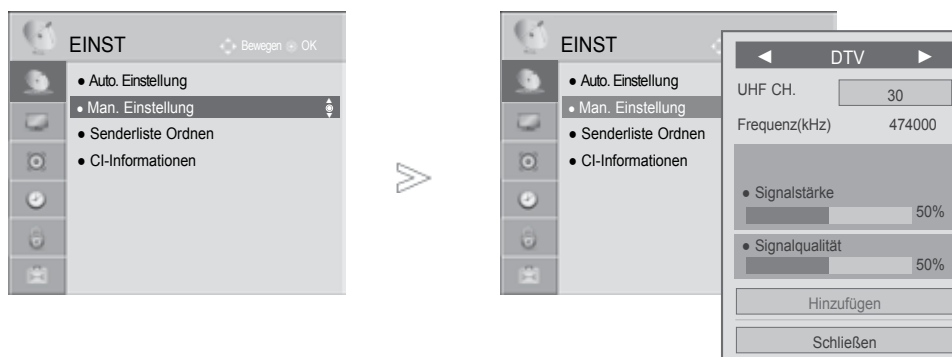 EINST
Bewegen OK
● Auto. Einstellung
● Man. Einstellung
● Senderliste Ordnen
● CI-Informationen
EINST
● Auto. Einstellung
● Man. Einstellung
● Senderliste Ordnen
● CI-Informationen
◄ DTV ►
UHF CH. 30
Frequenz(kHz) 474000
● Signalstärke
50%
● Signalqualität
50%
Hinzufügen
Schließen